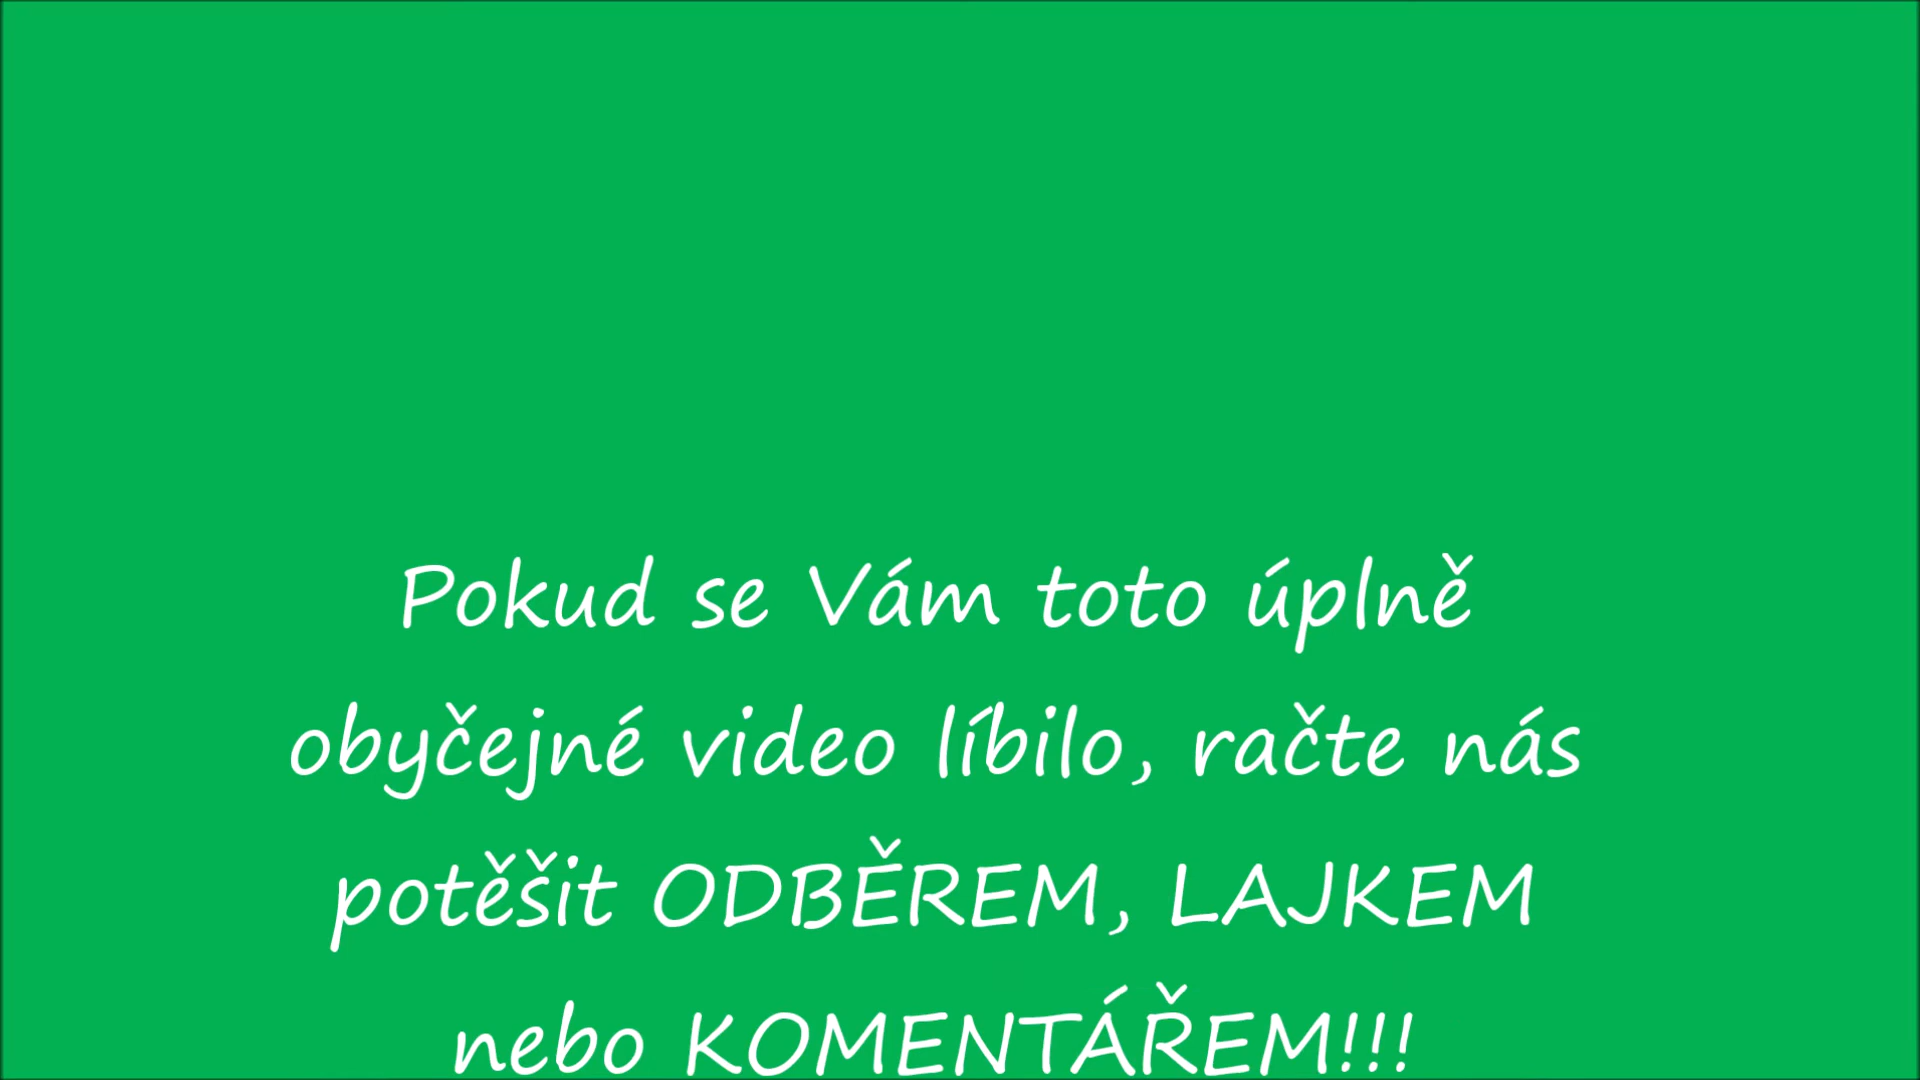 Pokud se Vám toto úplně
obyčejné video líbilo, račte nás
potěšit ODBĚREM, LAJKEM
nebo KOMENTÁŘEM!!!